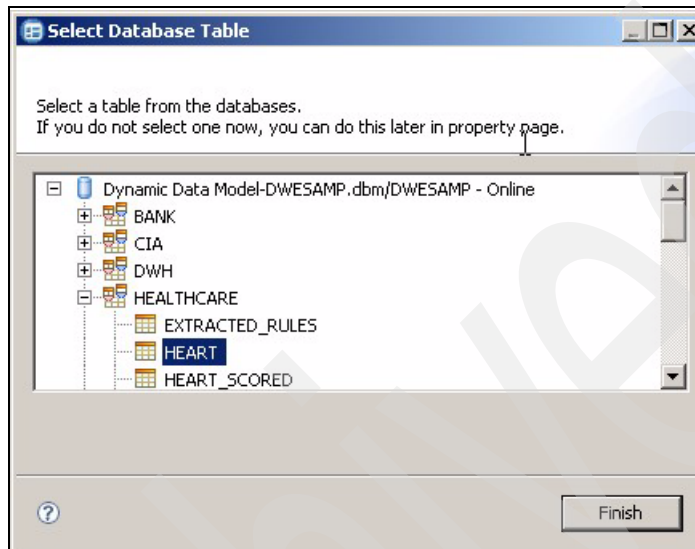 Select Database Table
Select a table from the databases.
If you do not select one now, you can do this later in property page.
Dynamic Data Model-DWESAMP.dbm/DWESAMP - Online
BANK
CIA
DWH
HEALTHCARE
EXTRACTED_RULES
HEART
HEART_SCORED
Finish